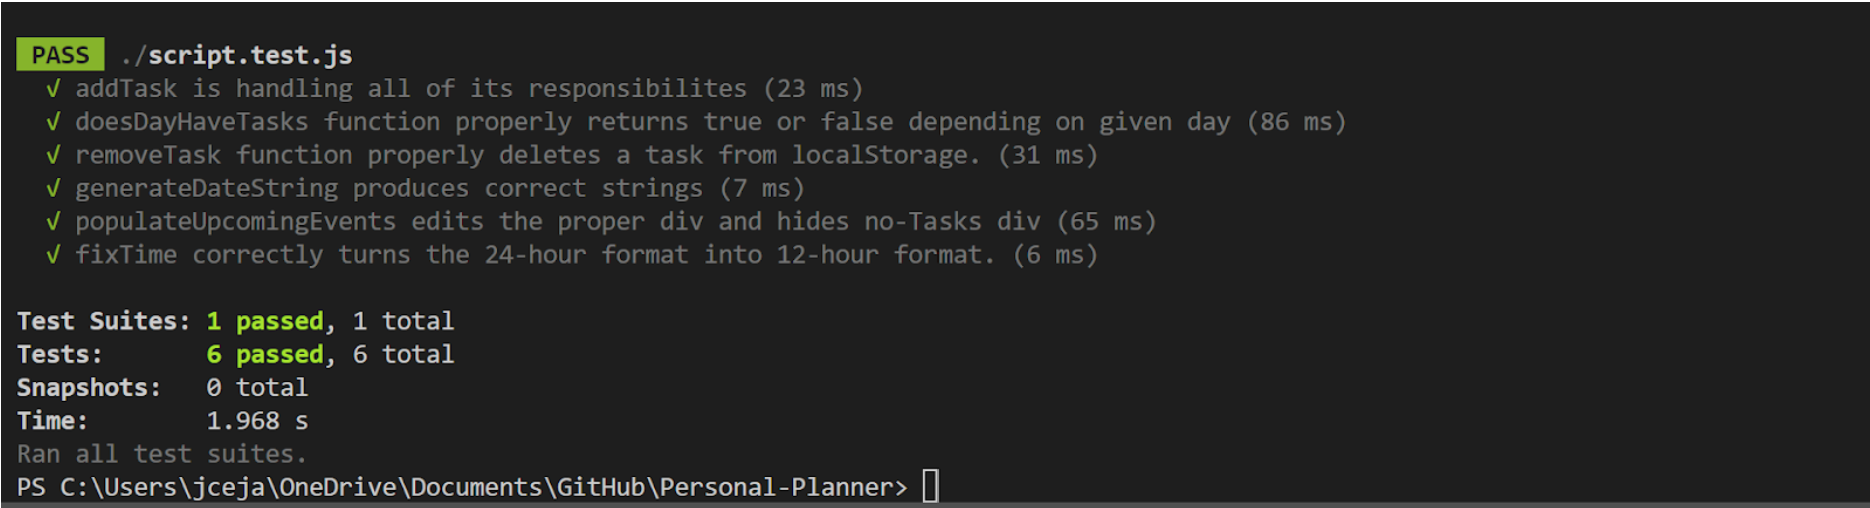 PASS ./script.test.js
√ addTask is handling all of its responsibilites (23 ms)
√ doesDayHaveTasks function properly returns true or false depending on given day (86 ms)
√ removeTask function properly deletes a task from localStorage. (31 ms)
√ generateDateString produces correct strings (7 ms)
√ populateUpcomingEvents edits the proper div and hides no-Tasks div (65 ms)
√ fixTime correctly turns the 24-hour format into 12-hour format. (6 ms)
Test Suites: 1 passed, 1 total
Tests: 6 passed, 6 total
Snapshots: 0 total
Time: 1.968 s
Ran all test suites.
PS C:\Users\jceja\OneDrive\Documents\GitHub\Personal-Planner>